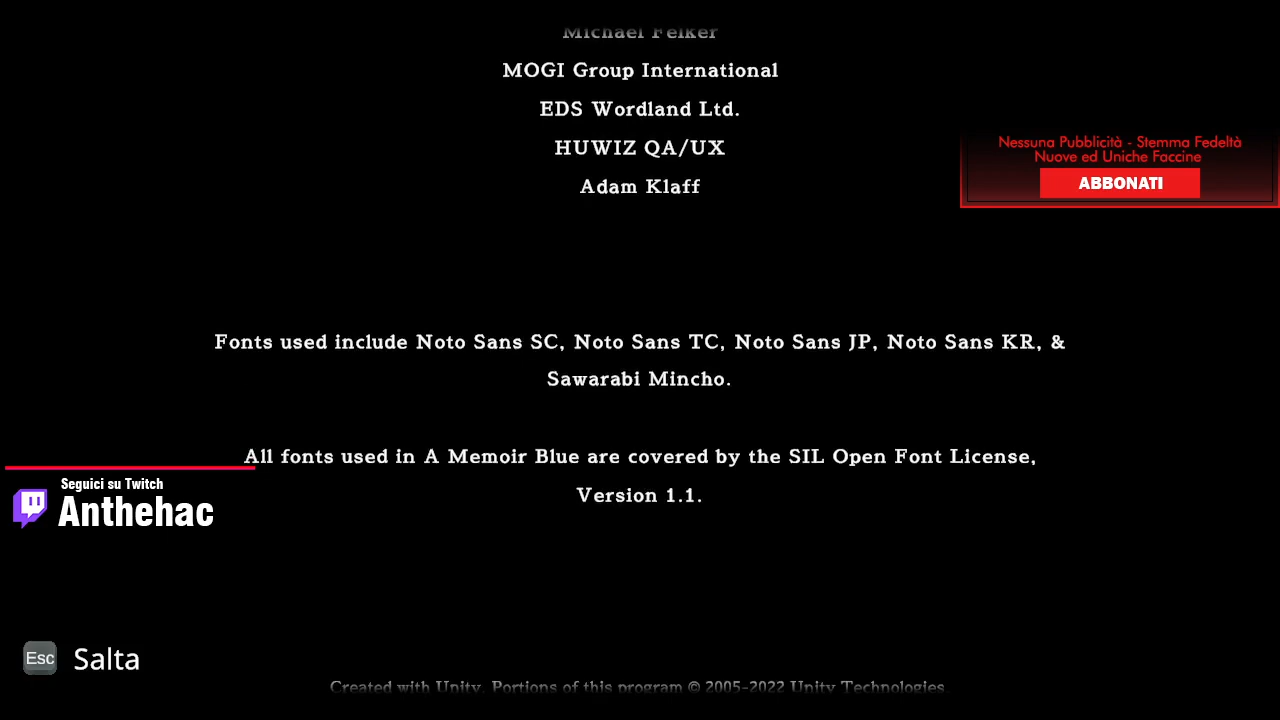 Michael Felker
MOGI Group International
EDS Wordland Ltd.
HUWIZ QA/UX
Adam Klaff
Nessuna Pubblicità - Stemma Fedeltà
Nuove ed Uniche Faccine
ABBONATI
Fonts used include Noto Sans SC, Noto Sans TC, Noto Sans JP, Noto Sans KR, &
Sawarabi Mincho.
All fonts used in A Memoir Blue are covered by the SIL Open Font License,
Version 1.1.
Seguici su Twitch
Anthehac
Esc Salta
Created with Unity. Portions of this program © 2005-2022 Unity Technologies